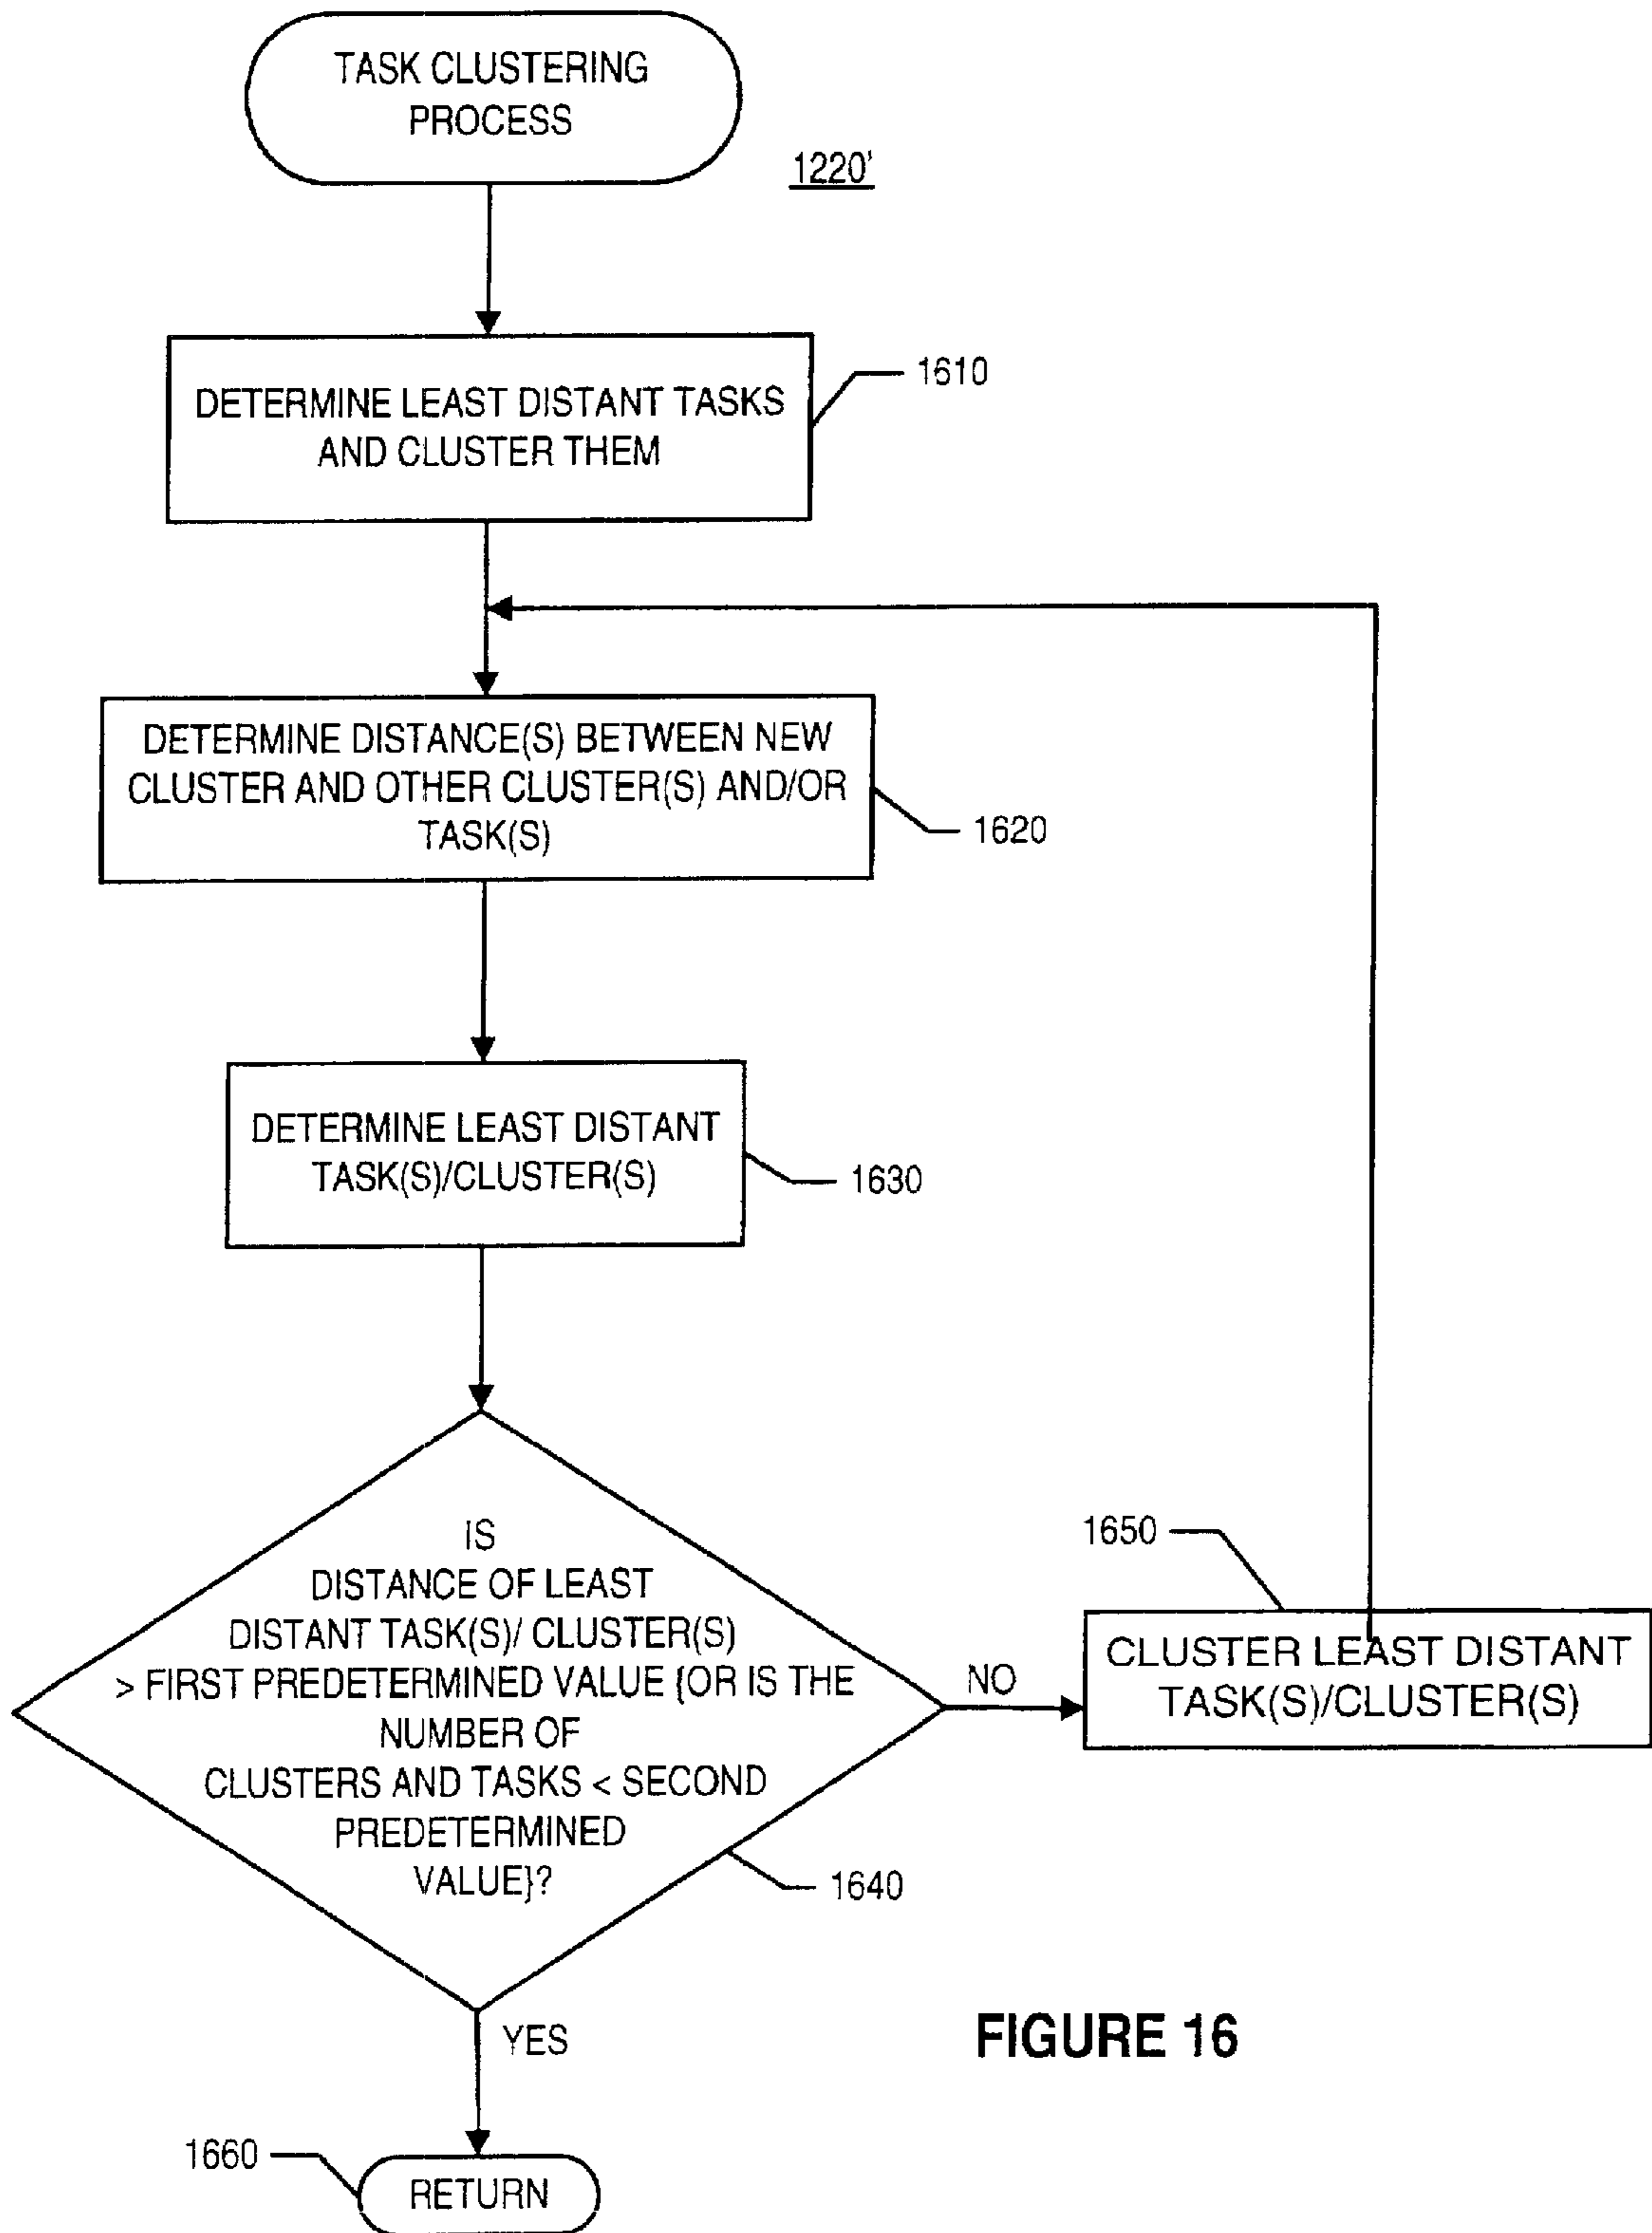 TASK CLUSTERING
PROCESS
1220'
DETERMINE LEAST DISTANT TASKS
AND CLUSTER THEM
1610
DETERMINE DISTANCE(S) BETWEEN NEW
CLUSTER AND OTHER CLUSTER(S) AND/OR
TASK(S)
1620
DETERMINE LEAST DISTANT
TASK(S)/CLUSTER(S)
1630
IS
DISTANCE OF LEAST
DISTANT TASK(S)/ CLUSTER(S)
> FIRST PREDETERMINED VALUE {OR IS THE
NUMBER OF
CLUSTERS AND TASKS < SECOND
PREDETERMINED
VALUE}?
1640
NO
1650
CLUSTER LEAST DISTANT
TASK(S)/CLUSTER(S)
YES
1660
RETURN
FIGURE 16